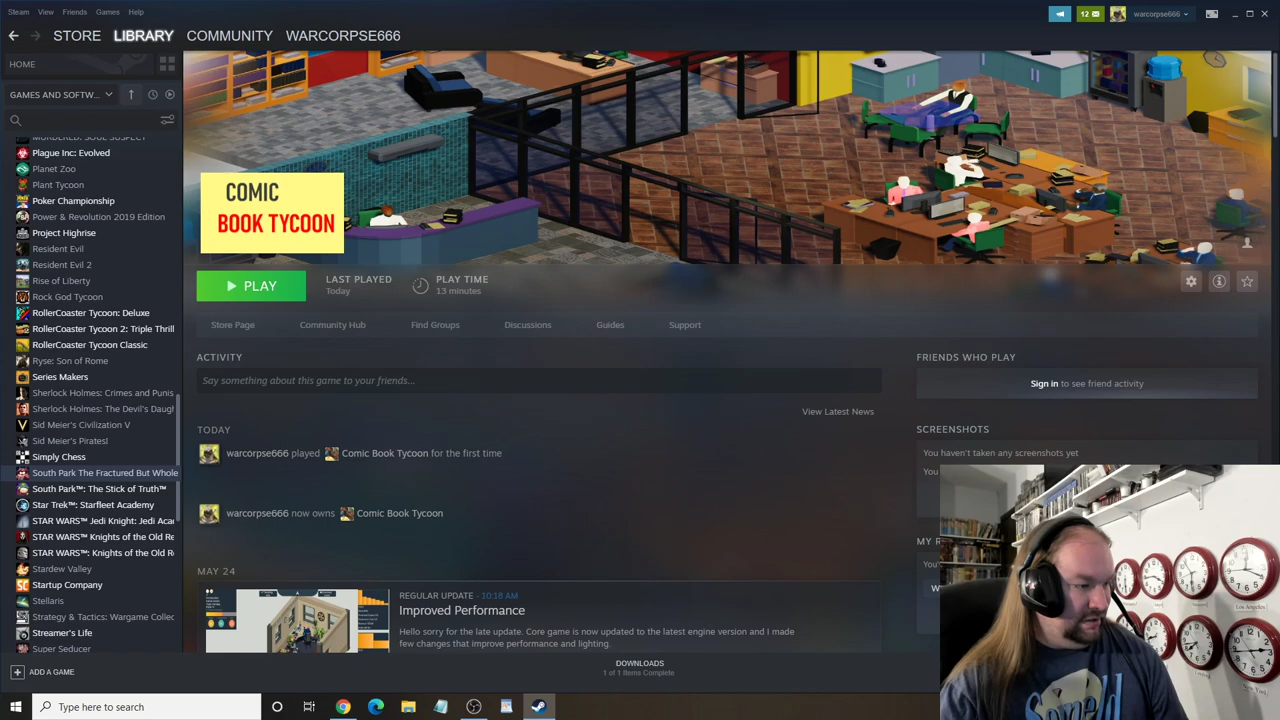 Steam View Friends Games Help
12 warcorpse666
STORE LIBRARY COMMUNITY WARCORPSE666
HOME
GAMES AND SOFTW...
MURDERED: SOUL SUSPECT
Plague Inc: Evolved
Planet Zoo
Plant Tycoon
Poker Championship
Power & Revolution 2019 Edition
Project Highrise
Resident Evil
Resident Evil 2
Rise of Liberty
Rock God Tycoon
RollerCoaster Tycoon: Deluxe
RollerCoaster Tycoon 2: Triple Thrill
RollerCoaster Tycoon Classic
Ryse: Son of Rome
Series Makers
Sherlock Holmes: Crimes and Punis
Sherlock Holmes: The Devil's Daugh
Sid Meier's Civilization V
Sid Meier's Pirates!
Simply Chess
South Park The Fractured But Whole
South Park™: The Stick of Truth™
Star Trek: Starfleet Academy
STAR WARS™ Jedi Knight: Jedi Aca
STAR WARS™: Knights of the Old R
STAR WARS™: Knights of the Old Re
Stardew Valley
Startup Company
Stellaris
Strategy & Tactics: Wargame Collec
Streamer's Life
Super Seducer
ADD A GAME
COMIC
BOOK TYCOON
PLAY
LAST PLAYED
Today
PLAY TIME
13 minutes
Store Page Community Hub Find Groups Discussions Guides Support
ACTIVITY
Say something about this game to your friends...
View Latest News
TODAY
warcorpse666 played Comic Book Tycoon for the first time
warcorpse666 now owns Comic Book Tycoon
MAY 24
REGULAR UPDATE - 10:18 AM
Improved Performance
Hello sorry for the late update. Core game is now updated to the latest engine version and I made
few changes that improve performance and lighting.
FRIENDS WHO PLAY
Sign in to see friend activity
SCREENSHOTS
You haven't taken any screenshots yet
You
MY R
You'
W
Los Angeles
DOWNLOADS
1 of 1 Items Complete
Type here to search